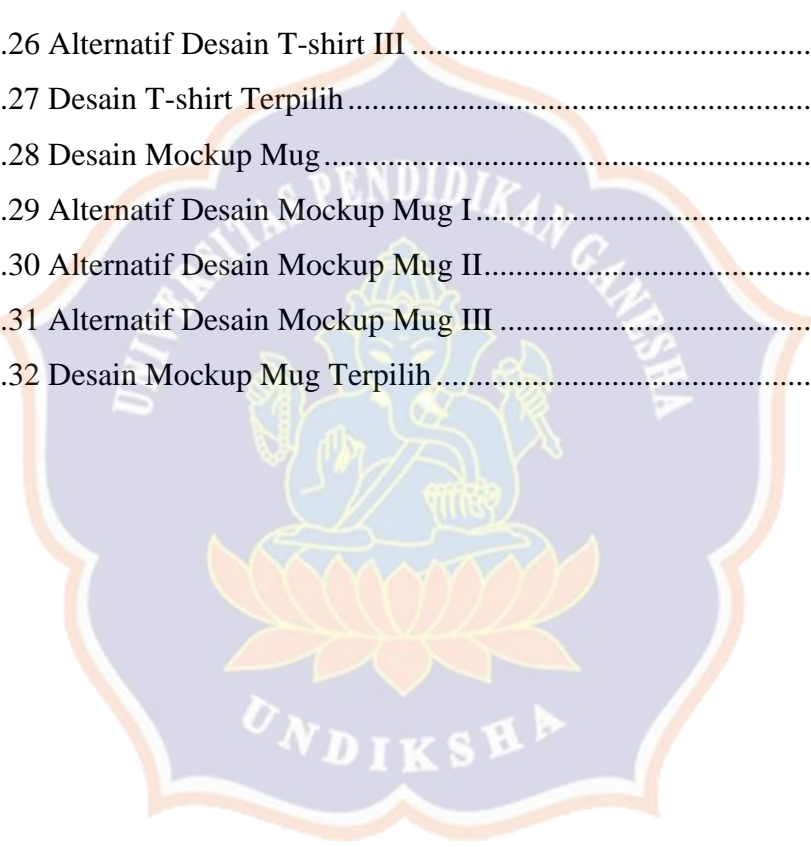 .26 Alternatif Desain T-shirt III ..................................................
.27 Desain T-shirt Terpilih ..........................................................
.28 Desain Mockup Mug .............................................................
.29 Alternatif Desain Mockup Mug I ..........................................
.30 Alternatif Desain Mockup Mug II.........................................
.31 Alternatif Desain Mockup Mug III .......................................
.32 Desain Mockup Mug Terpilih ...............................................
UNIVERSITAS PENDIDIKAN GANESHA
UNDIKSHA